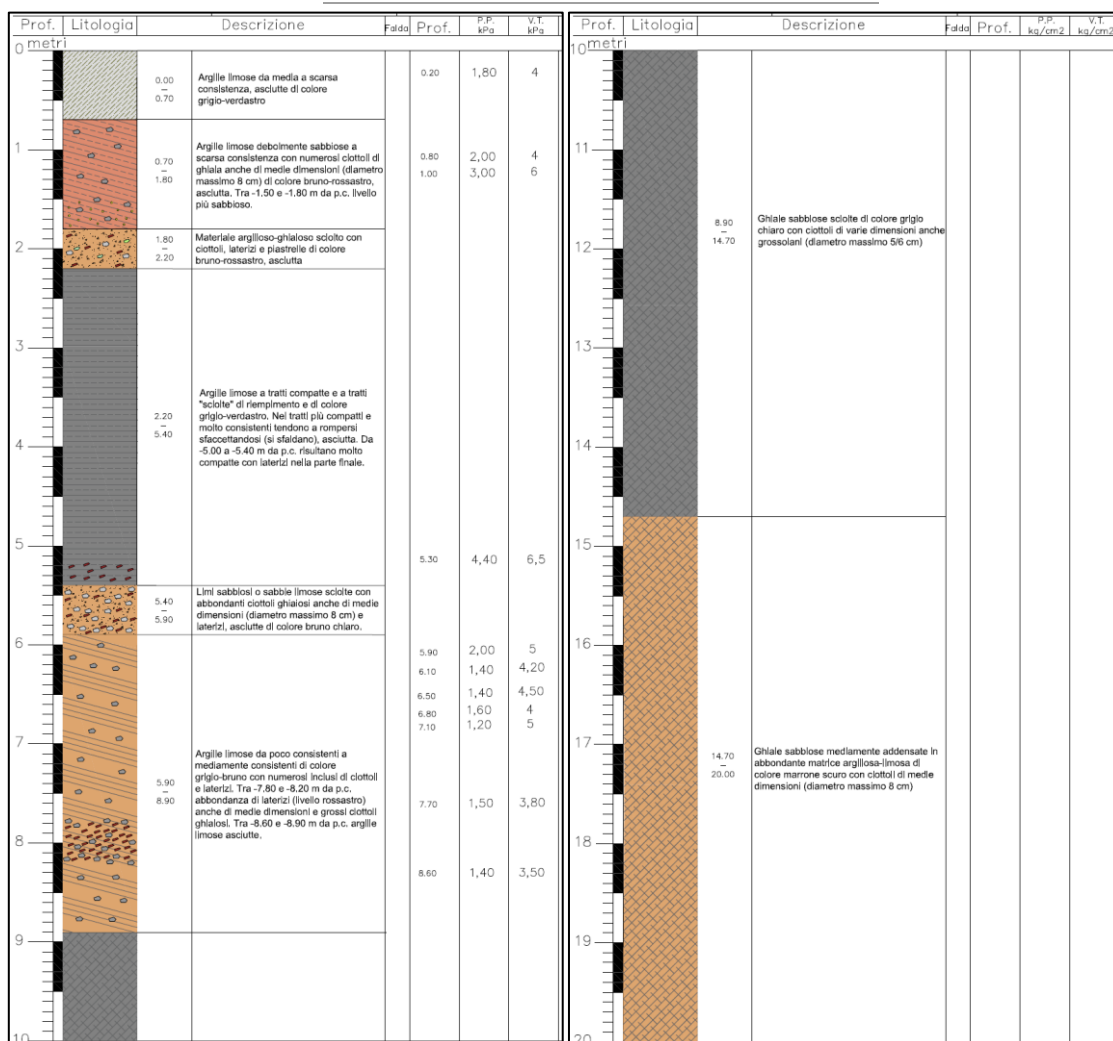 Prof. Litologia Descrizione Falda Prof. P.P. kPa V.T. kPa
0 metri
0.00 – 0.70
Argille limose da media a scarsa
consistenza, asciutte di colore
grigio-verdastro
0.20 1,80 4
1
0.70 – 1.80
Argille limose debolmente sabbiose a
scarsa consistenza con numerosi ciottoli di
ghiaia anche di medie dimensioni (diametro
massimo 8 cm) di colore bruno-rossastro,
asciutta. Tra -1.50 e -1.80 m da p.c. livello
più sabbioso.
0.80 2,00 4
1.00 3,00 6
1.80 – 2.20
Materiale argilloso-ghiaioso sciolto con
ciottoli, laterizi e piastrelle di colore
bruno-rossastro, asciutta
2
3
2.20 – 5.40
Argille limose a tratti compatte e a tratti
"sciolte" di riempimento e di colore
grigio-verdastro. Nei tratti più compatti e
molto consistenti tendono a rompersi
sfaccettandosi (si sfaldano), asciutta. Da
-5.00 a -5.40 m da p.c. risultano molto
compatte con laterizi nella parte finale.
4
5
5.30 4,40 6,5
5.40 – 5.90
Limi sabbiosi o sabbie limose sciolte con
abbondanti ciottoli ghiaiosi anche di medie
dimensioni (diametro massimo 8 cm) e
laterizi, asciutte di colore bruno chiaro.
6
5.90 2,00 5
6.10 1,40 4,20
6.50 1,40 4,50
6.80 1,60 4
7.10 1,20 5
7
5.90 – 8.90
Argille limose da poco consistenti a
mediamente consistenti di colore
grigio-bruno con numerosi inclusi di ciottoli
e laterizi. Tra -7.80 e -8.20 m da p.c.
abbondanza di laterizi (livello rossastro)
anche di medie dimensioni e grossi ciottoli
ghiaiosi. Tra -8.60 e -8.90 m da p.c. argille
limose asciutte.
7.70 1,50 3,80
8
8.60 1,40 3,50
9
10
Prof. Litologia Descrizione Falda Prof. P.P. kg/cm2 V.T. kg/cm2
10 metri
11
12
8.90 – 14.70
Ghiaie sabbiose sciolte di colore grigio
chiaro con ciottoli di varie dimensioni anche
grossolani (diametro massimo 5/6 cm)
13
14
15
16
17
14.70 – 20.00
Ghiaie sabbiose mediamente addensate in
abbondante matrice argillosa-limosa di
colore marrone scuro con ciottoli di medie
dimensioni (diametro massimo 8 cm)
18
19
20